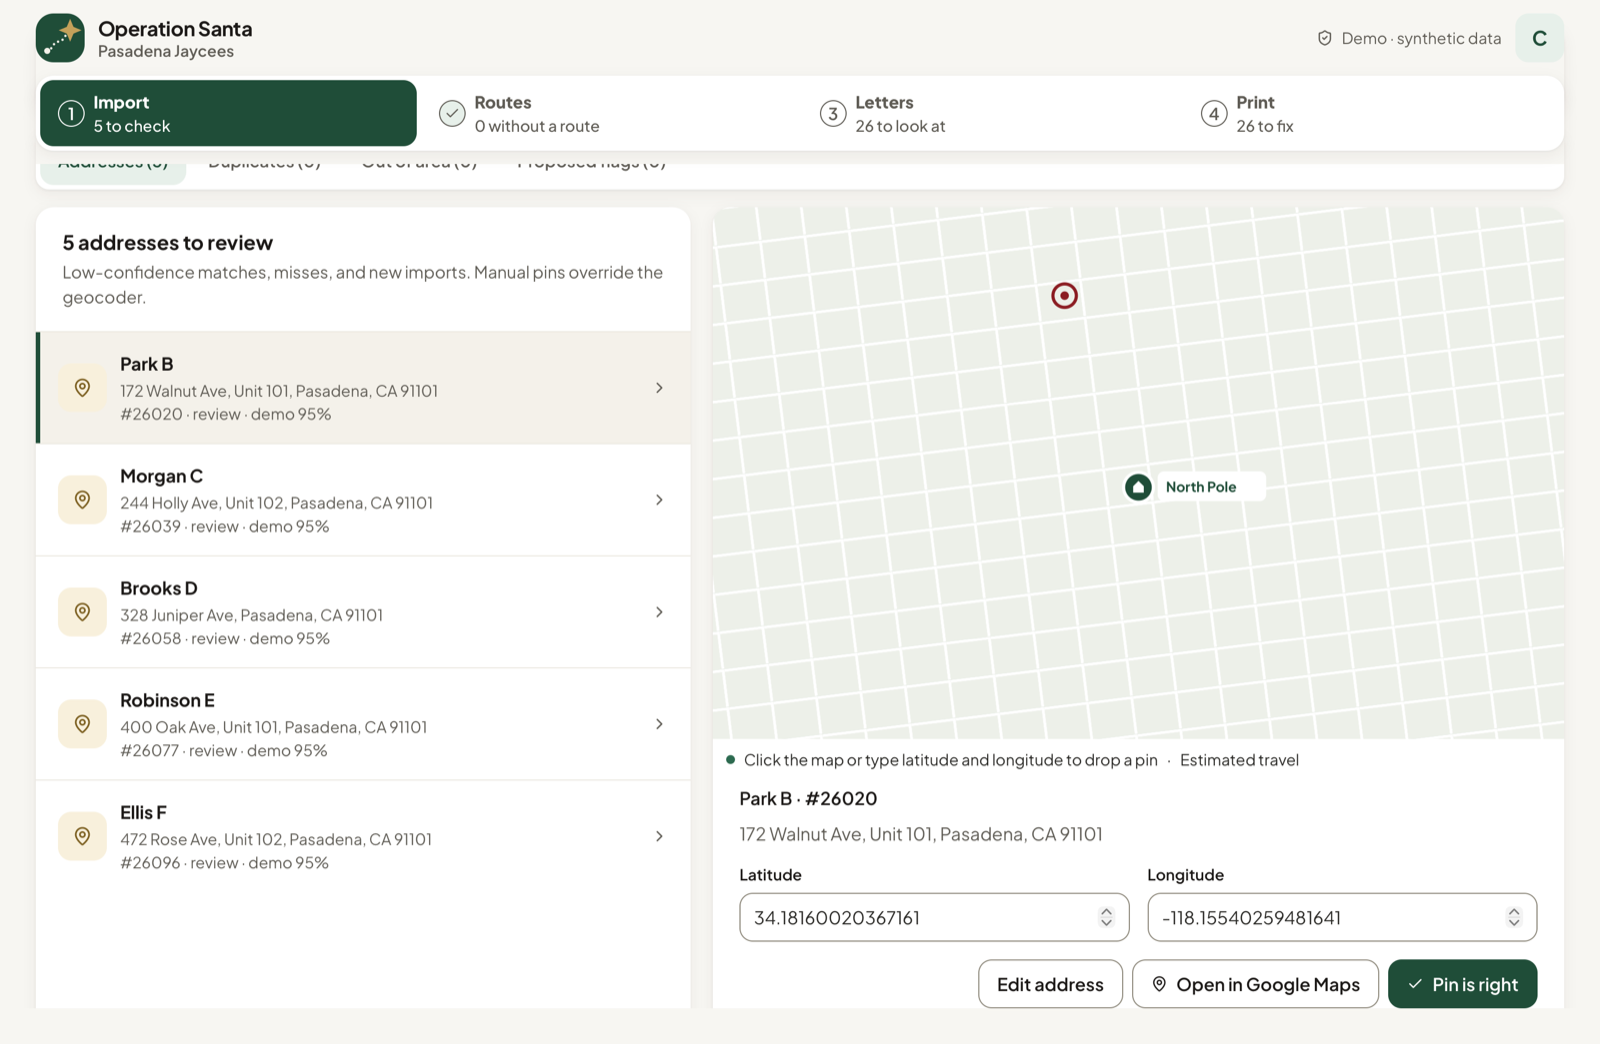 Operation Santa
Pasadena Jaycees
Demo · synthetic data
C
1
Import
5 to check
Routes
0 without a route
3
Letters
26 to look at
4
Print
26 to fix
5 addresses to review
Low-confidence matches, misses, and new imports. Manual pins override the
geocoder.
Park B
172 Walnut Ave, Unit 101, Pasadena, CA 91101
#26020 · review · demo 95%
Morgan C
244 Holly Ave, Unit 102, Pasadena, CA 91101
#26039 · review · demo 95%
Brooks D
328 Juniper Ave, Pasadena, CA 91101
#26058 · review · demo 95%
Robinson E
400 Oak Ave, Unit 101, Pasadena, CA 91101
#26077 · review · demo 95%
Ellis F
472 Rose Ave, Unit 102, Pasadena, CA 91101
#26096 · review · demo 95%
North Pole
Click the map or type latitude and longitude to drop a pin · Estimated travel
Park B · #26020
172 Walnut Ave, Unit 101, Pasadena, CA 91101
Latitude
Longitude
34.18160020367161
-118.15540259481641
Edit address
Open in Google Maps
Pin is right